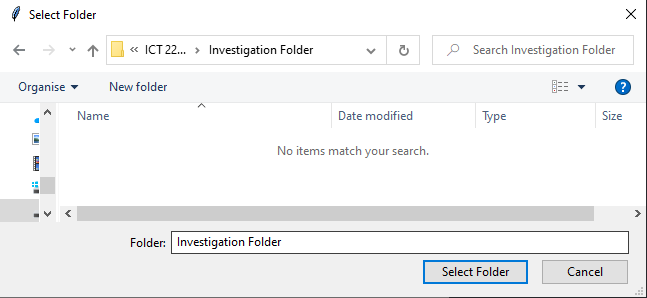 Select Folder
« ICT 22... > Investigation Folder
Search Investigation Folder
Organise
New folder
?
Name
Date modified
Type
Size
No items match your search.
Folder:
Investigation Folder
Select Folder
Cancel